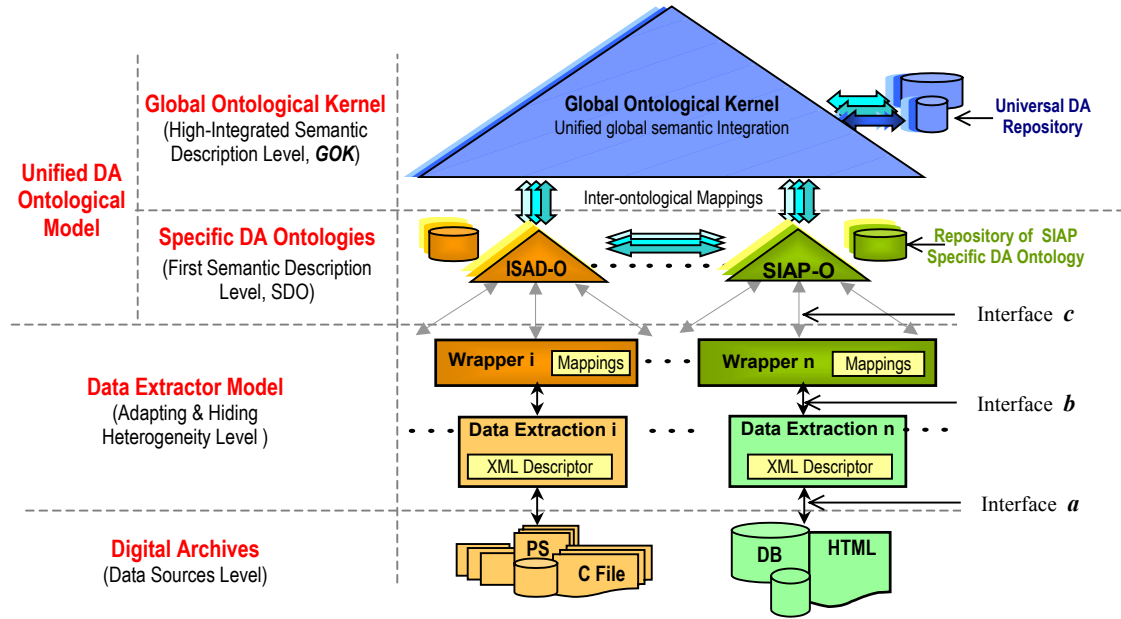 Global Ontological Kernel
(High-Integrated Semantic
Description Level, GOK)
Unified DA
Ontological
Model
Global Ontological Kernel
Unified global semantic Integration
Universal DA
Repository
Inter-ontological Mappings
Specific DA Ontologies
(First Semantic Description
Level, SDO)
ISAD-O
SIAP-O
Repository of SIAP
Specific DA Ontology
Interface c
Wrapper i
Mappings
Wrapper n
Mappings
Data Extractor Model
(Adapting & Hiding
Heterogeneity Level )
Interface b
Data Extraction i
XML Descriptor
Data Extraction n
XML Descriptor
Interface a
Digital Archives
(Data Sources Level)
PS
C File
DB
HTML